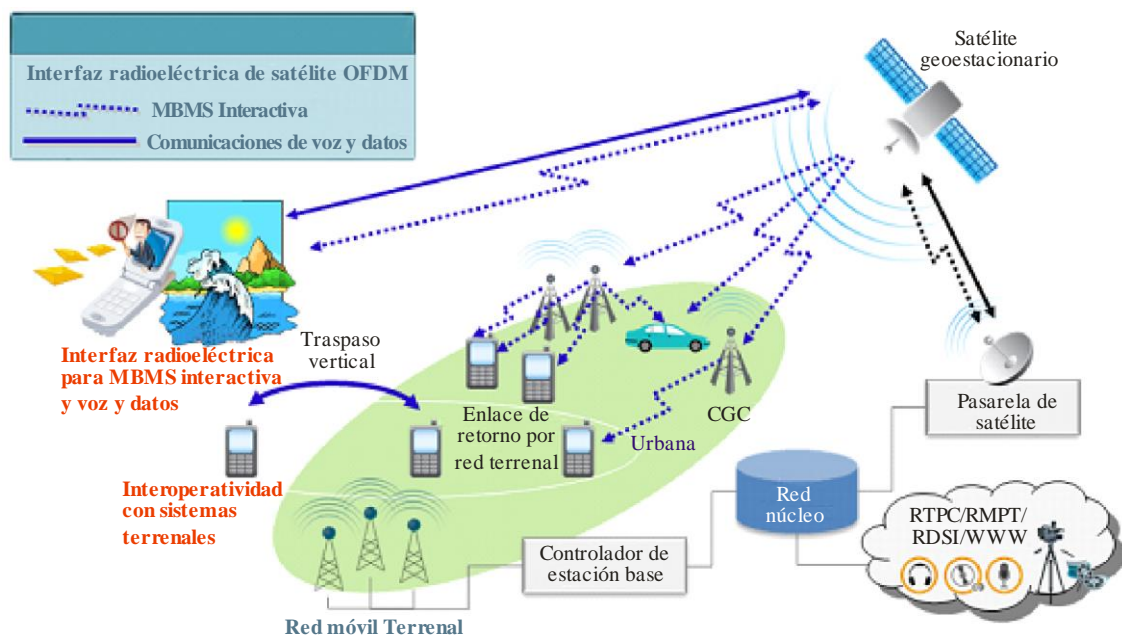 Interfaz radioeléctrica de satélite OFDM
MBMS Interactiva
Comunicaciones de voz y datos
Satélite
geoestacionario
Interfaz radioeléctrica
para MBMS interactiva
y voz y datos
Traspaso
vertical
Enlace de
retorno por
red terrenal
Urbana
CGC
Pasarela de
satélite
Interoperatividad
con sistemas
terrenales
Red
núcleo
RTPC/RMPT/
RDSI/WWW
Controlador de
estación base
Red móvil Terrenal